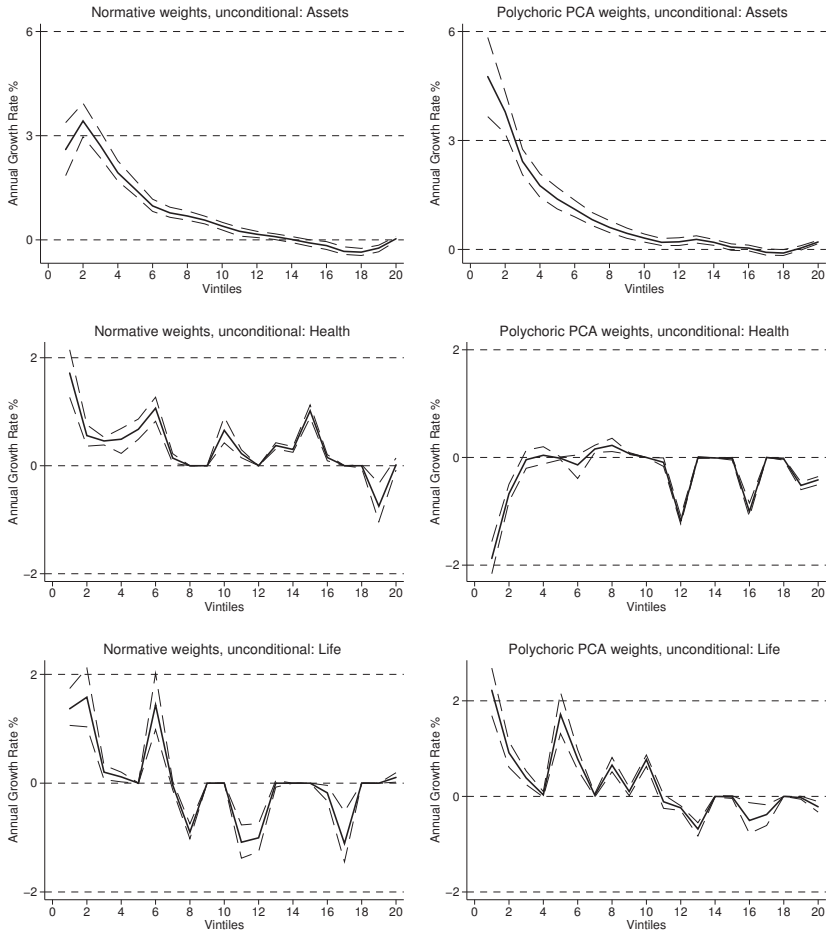 Normative weights, unconditional: Assets
6
3
0
Annual Growth Rate %
0 2 4 6 8 10 12 14 16 18 20
Vintiles
Polychoric PCA weights, unconditional: Assets
6
3
0
Annual Growth Rate %
0 2 4 6 8 10 12 14 16 18 20
Vintiles
Normative weights, unconditional: Health
2
0
−2
Annual Growth Rate %
0 2 4 6 8 10 12 14 16 18 20
Vintiles
Polychoric PCA weights, unconditional: Health
2
0
−2
Annual Growth Rate %
0 2 4 6 8 10 12 14 16 18 20
Vintiles
Normative weights, unconditional: Life
2
0
−2
Annual Growth Rate %
0 2 4 6 8 10 12 14 16 18 20
Vintiles
Polychoric PCA weights, unconditional: Life
2
0
−2
Annual Growth Rate %
0 2 4 6 8 10 12 14 16 18 20
Vintiles